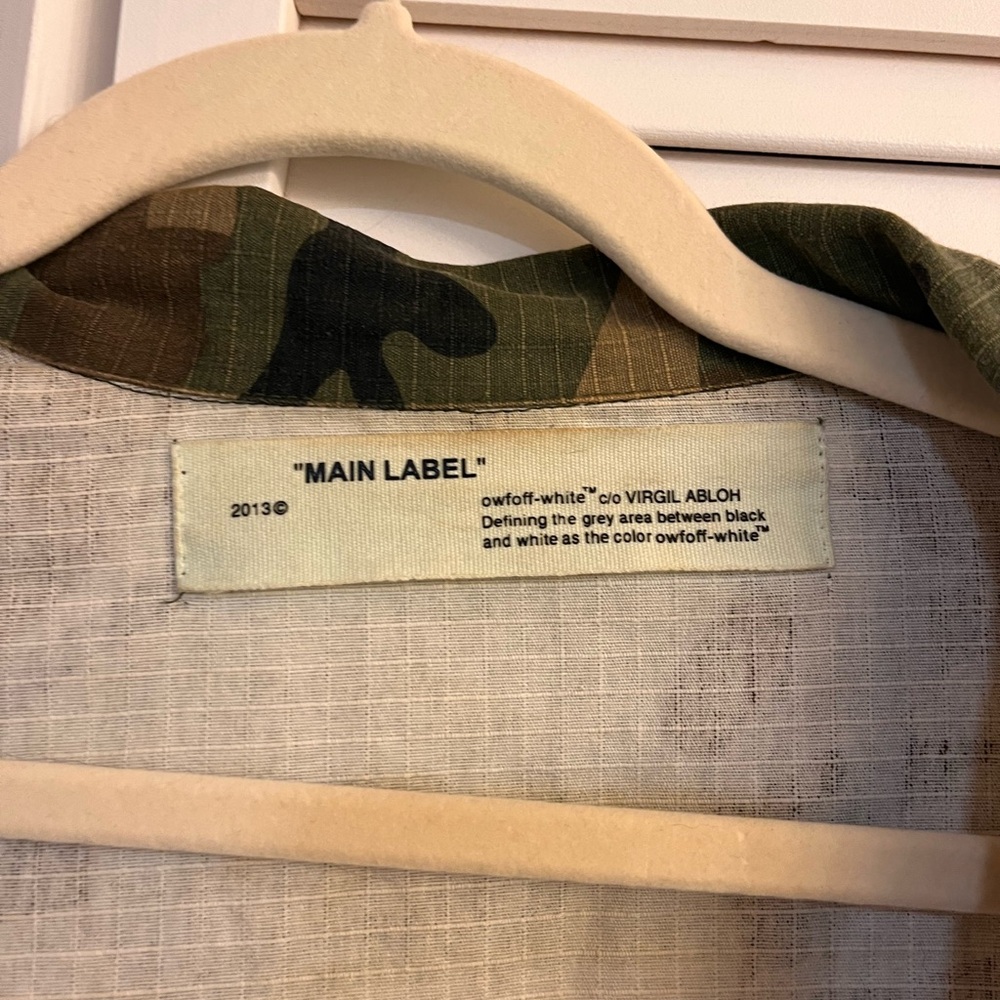 "MAIN LABEL"
2013©
owfoff-white™ c/o VIRGIL ABLOH
Defining the grey area between black
and white as the color owfoff-white™